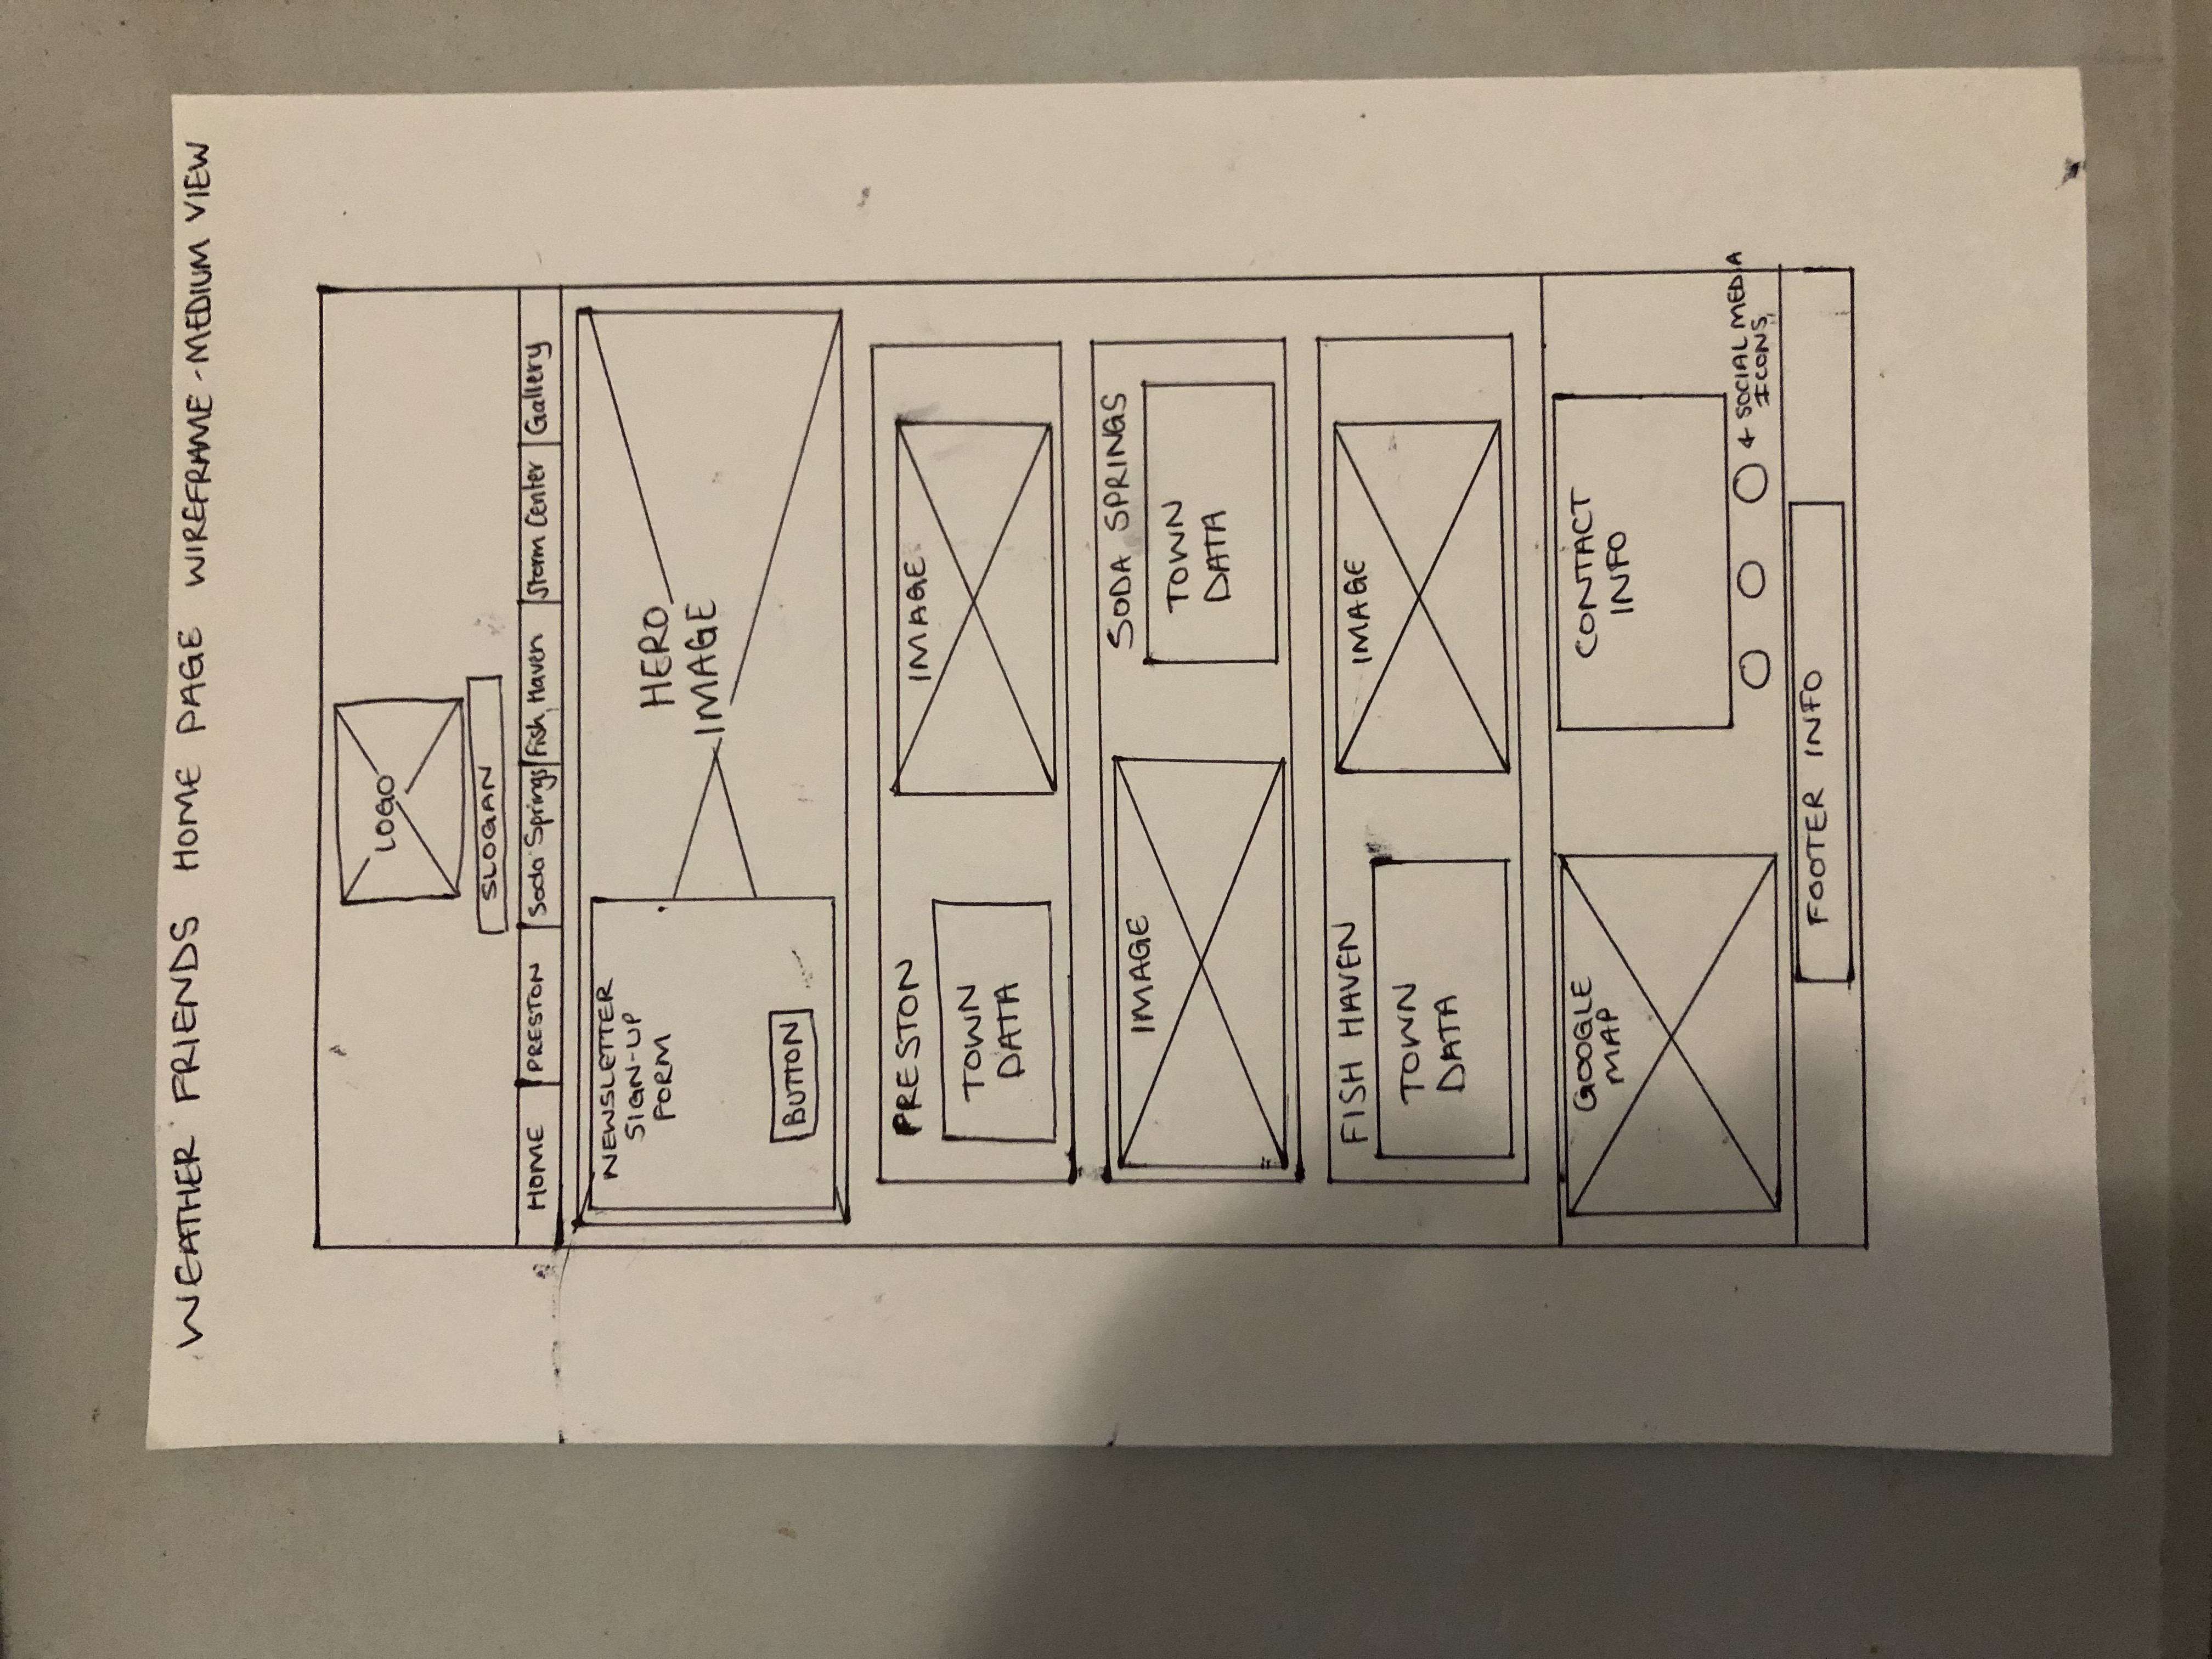 WEATHER FRIENDS HOME PAGE WIREFRAME - MEDIUM VIEW
LOGO
SLOGAN
HOME PRESTON Soda Springs Fish Haven Storm Center Gallery
NEWSLETTER
SIGN-UP
FORM
BUTTON
HERO
IMAGE
PRESTON
TOWN
DATA
IMAGE
IMAGE
SODA SPRINGS
TOWN
DATA
FISH HAVEN
TOWN
DATA
IMAGE
GOOGLE
MAP
CONTACT
INFO
SOCIAL MEDIA
ICONS
FOOTER INFO